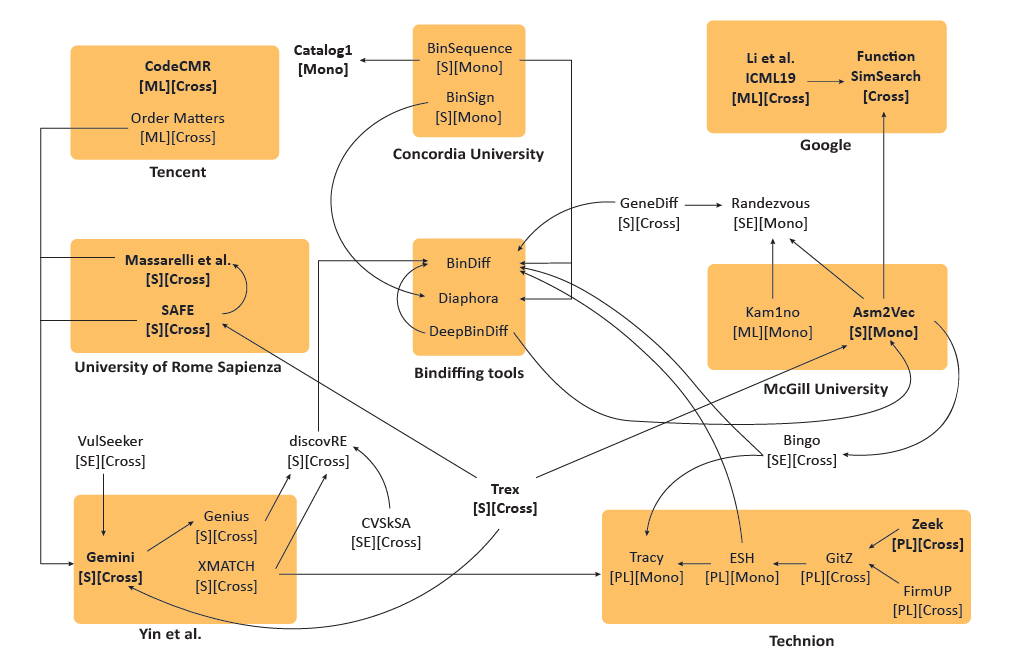 CodeCMR
[ML][Cross]
Order Matters
[ML][Cross]
Tencent
Catalog1
[Mono]
BinSequence
[S][Mono]
BinSign
[S][Mono]
Concordia University
Li et al.
ICML19
[ML][Cross]
Function
SimSearch
[Cross]
Google
GeneDiff
[S][Cross]
Randezvous
[SE][Mono]
Massarelli et al.
[S][Cross]
SAFE
[S][Cross]
University of Rome Sapienza
BinDiff
Diaphora
DeepBinDiff
Bindiffing tools
Kam1no
[ML][Mono]
Asm2Vec
[S][Mono]
McGill University
VulSeeker
[SE][Cross]
discovRE
[S][Cross]
Bingo
[SE][Cross]
Trex
[S][Cross]
CVSkSA
[SE][Cross]
Genius
[S][Cross]
Gemini
[S][Cross]
XMATCH
[S][Cross]
Yin et al.
Zeek
[PL][Cross]
Tracy
[PL][Mono]
ESH
[PL][Mono]
GitZ
[PL][Cross]
FirmUP
[PL][Cross]
Technion